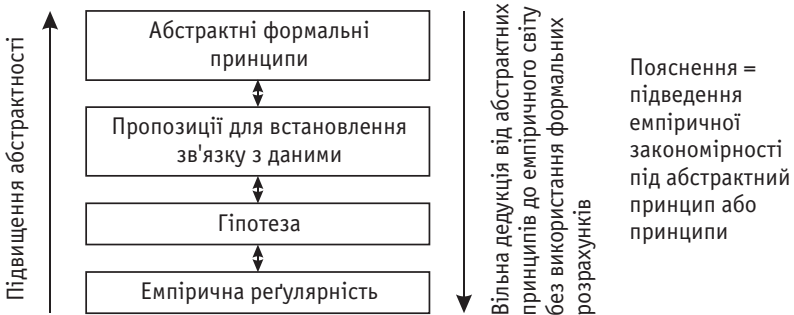 Підвищення абстрактності
Абстрактні формальні
принципи
Пропозиції для встановлення
зв'язку з даними
Гіпотеза
Емпірична реґулярність
Вільна дедукція від абстрактних
принципів до емпіричного світу
без використання формальних
розрахунків
Пояснення =
підведення
емпіричної
закономірності
під абстрактний
принцип або
принципи